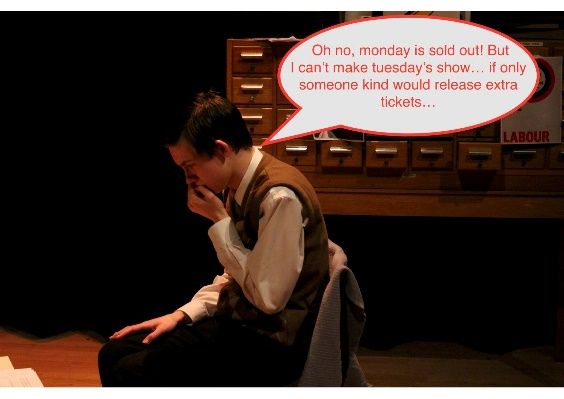 Oh no, monday is sold out! But
I can't make tuesday's show... if only
someone kind would release extra
tickets...
LABOUR